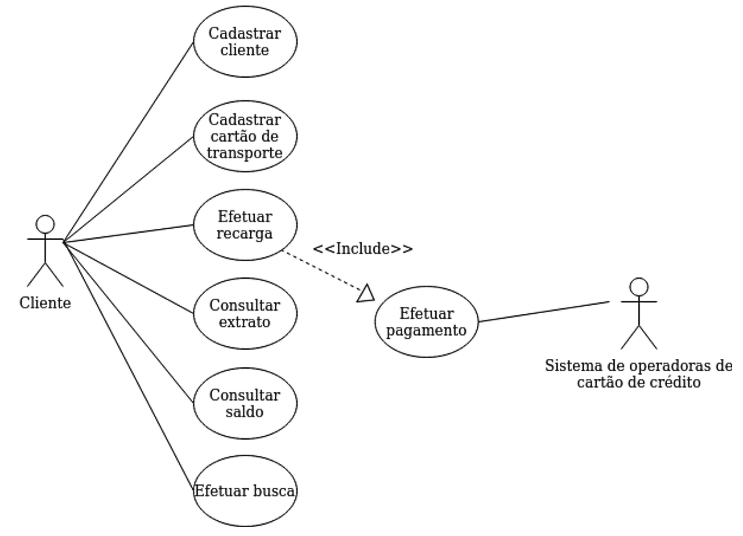 Cadastrar
cliente
Cadastrar
cartão de
transporte
Efetuar
recarga
<<Include>>
Cliente
Consultar
extrato
Efetuar
pagamento
Sistema de operadoras de
cartão de crédito
Consultar
saldo
Efetuar busca